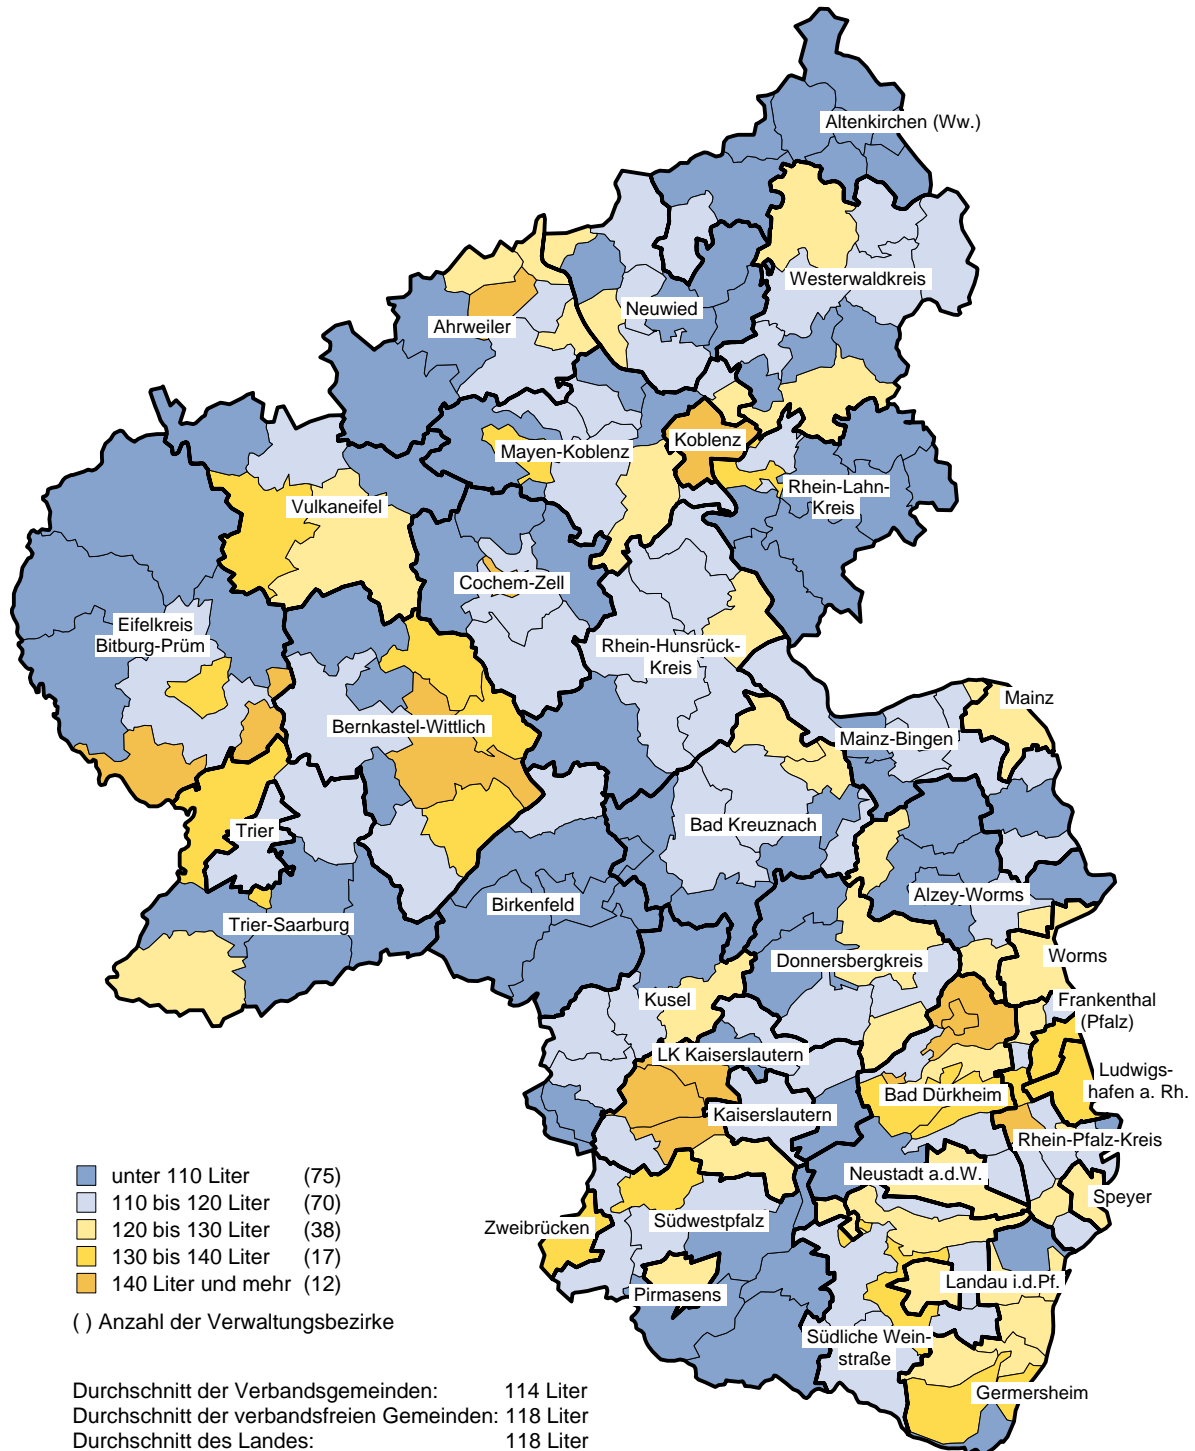 Altenkirchen (Ww.)
Westerwaldkreis
Neuwied
Ahrweiler
Koblenz
Mayen-Koblenz
Rhein-Lahn-
Kreis
Vulkaneifel
Cochem-Zell
Eifelkreis
Bitburg-Prüm
Rhein-Hunsrück-
Kreis
Mainz
Bernkastel-Wittlich
Mainz-Bingen
Trier
Bad Kreuznach
Alzey-Worms
Birkenfeld
Trier-Saarburg
Donnersbergkreis
Worms
Kusel
Frankenthal
(Pfalz)
LK Kaiserslautern
Ludwigs-
hafen a. Rh.
Bad Dürkheim
Kaiserslautern
Rhein-Pfalz-Kreis
Neustadt a.d.W.
Speyer
Südwestpfalz
Zweibrücken
Landau i.d.Pf.
Pirmasens
Südliche Wein-
straße
Germersheim
unter 110 Liter (75)
110 bis 120 Liter (70)
120 bis 130 Liter (38)
130 bis 140 Liter (17)
140 Liter und mehr (12)
( ) Anzahl der Verwaltungsbezirke
Durchschnitt der Verbandsgemeinden: 114 Liter
Durchschnitt der verbandsfreien Gemeinden: 118 Liter
Durchschnitt des Landes: 118 Liter